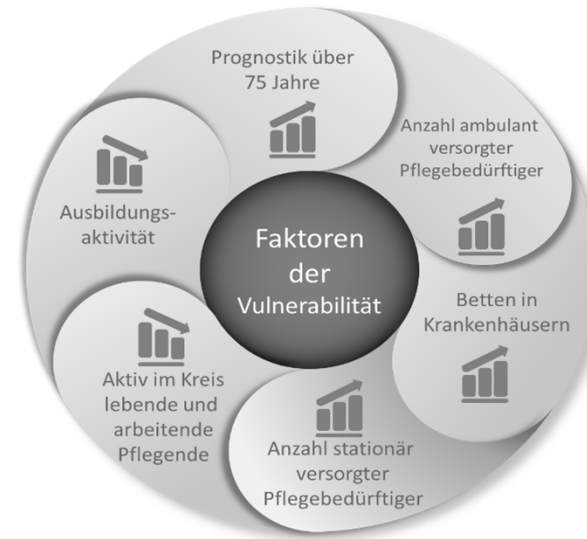 Prognostik über
75 Jahre
Anzahl ambulant
versorgter
Pflegebedürftiger
Betten in
Krankenhäusern
Anzahl stationär
versorgter
Pflegebedürftiger
Aktiv im Kreis
lebende und
arbeitende
Pflegende
Ausbildungs-
aktivität
Faktoren
der
Vulnerabilität